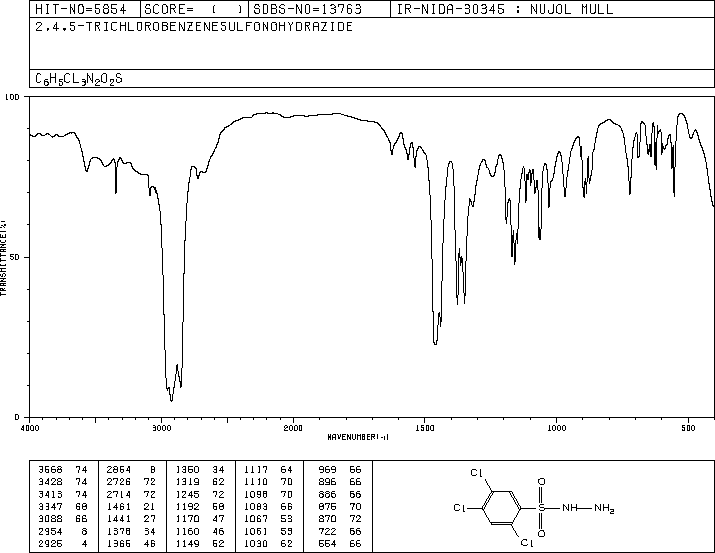 HIT-NO=5854 SCORE= ( ) SDBS-NO=13763 IR-NIDA-30345 : NUJOL MULL
2,4,5-TRICHLOROBENZENESULFONOHYDRAZIDE
C6H5CL3N2O2S
100
50
0
TRANSMITTANCE(%)
4000 3000 2000 1500 1000 500
WAVENUMBER(-1)
3568 74 2854 8 1350 34 1117 64 969 66
3428 74 2726 72 1319 62 1110 70 896 66
3413 74 2714 72 1245 72 1098 70 886 66
3347 68 1461 21 1192 58 1083 66 875 70
3088 66 1441 27 1170 47 1067 53 870 72
2954 8 1378 34 1160 46 1061 53 722 66
2925 4 1365 46 1149 52 1030 62 554 66
Cl
Cl
Cl
O
S
O
NH
NH2